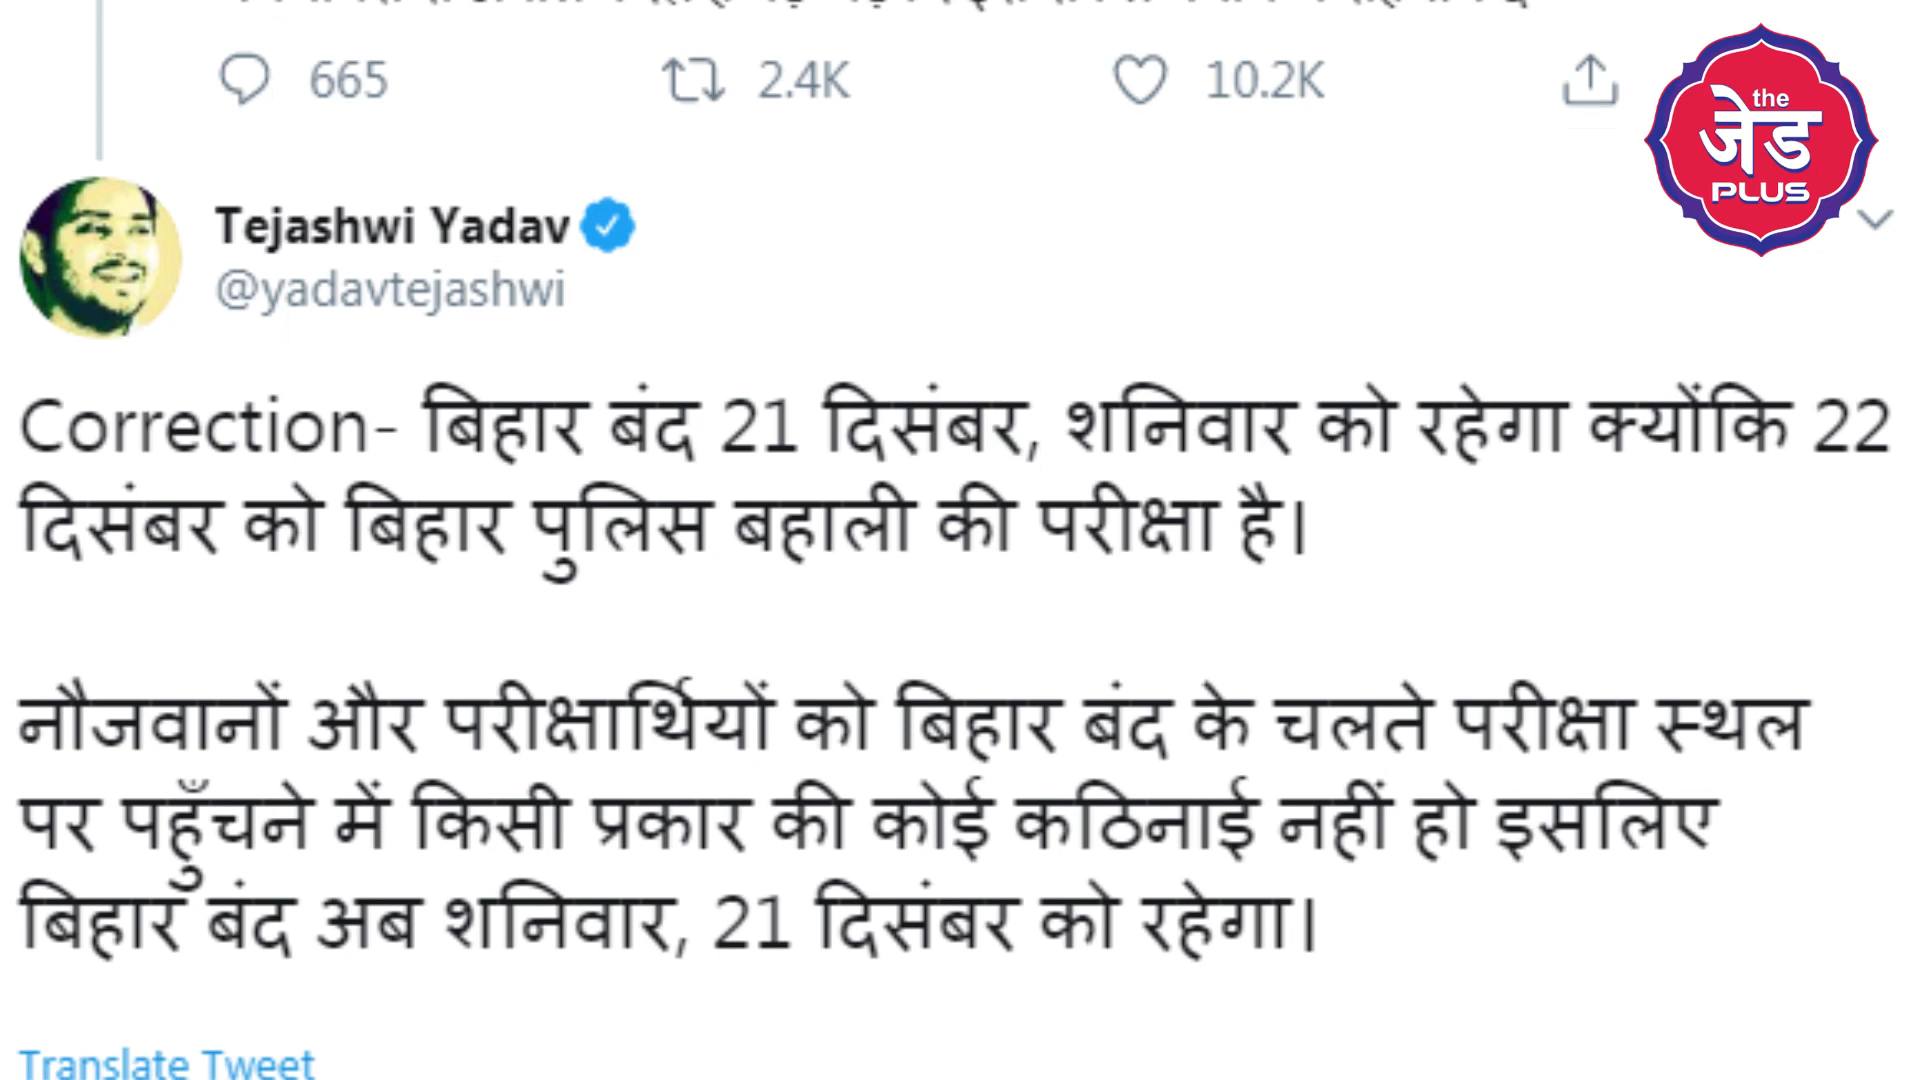 665 2.4K 10.2K
the
जेड
PLUS
Tejashwi Yadav
@yadavtejashwi
Correction- बिहार बंद 21 दिसंबर, शनिवार को रहेगा क्योंकि 22
दिसंबर को बिहार पुलिस बहाली की परीक्षा है।
नौजवानों और परीक्षार्थियों को बिहार बंद के चलते परीक्षा स्थल
पर पहुँचने में किसी प्रकार की कोई कठिनाई नहीं हो इसलिए
बिहार बंद अब शनिवार, 21 दिसंबर को रहेगा।
Translate Tweet